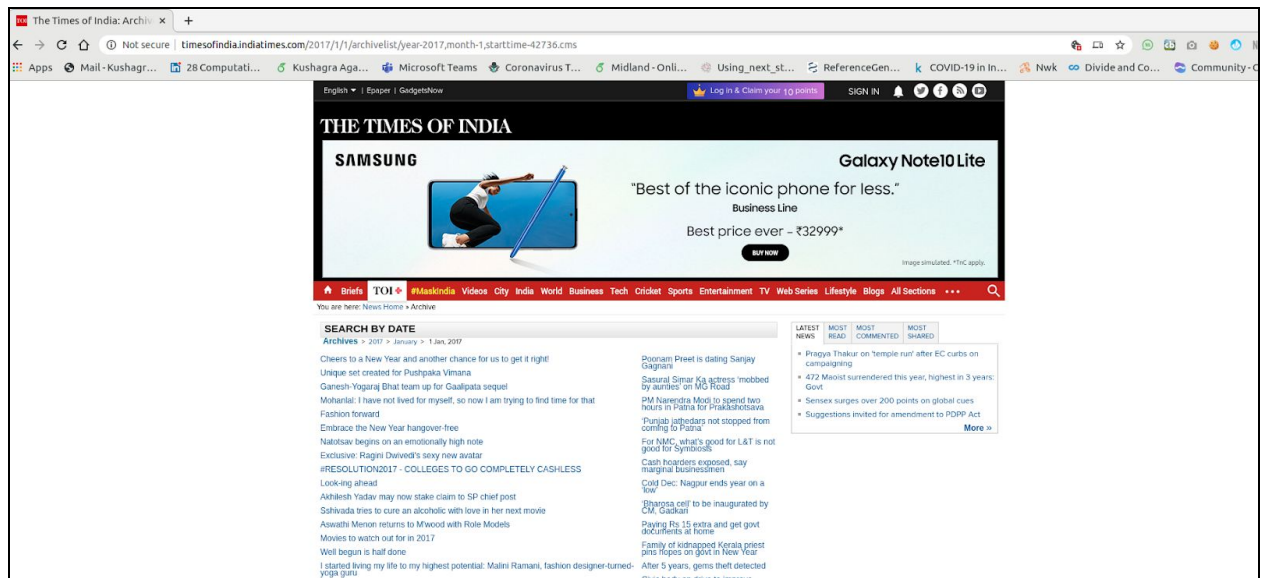 The Times of India: Archiv
Not secure | timesofindia.indiatimes.com/2017/1/1/archivelist/year-2017,month-1,starttime-42736.cms
Apps Mail - Kushagr... 28 Computati... Kushagra Aga... Microsoft Teams Coronavirus T... Midland - Onli... Using_next_st... ReferenceGen... COVID-19 in In... Nwk Divide and Co... Community - C
English | Epaper | GadgetsNow Log in & Claim your 10 points SIGN IN
THE TIMES OF INDIA
SAMSUNG
Galaxy Note10 Lite
"Best of the iconic phone for less."
Business Line
Best price ever – ₹32999*
BUY NOW
Image simulated. *TnC apply.
Briefs TOI+ #MaskIndia Videos City India World Business Tech Cricket Sports Entertainment TV Web Series Lifestyle Blogs All Sections •••
You are here: News Home » Archive
SEARCH BY DATE
Archives > 2017 > January > 1 Jan, 2017
Cheers to a New Year and another chance for us to get it right!
Unique set created for Pushpaka Vimana
Ganesh-Yogaraj Bhat team up for Gaalipata sequel
Mohanlal: I have not lived for myself, so now I am trying to find time for that
Fashion forward
Embrace the New Year hangover-free
Natotsav begins on an emotionally high note
Exclusive: Ragini Dwivedi's sexy new avatar
#RESOLUTION2017 - COLLEGES TO GO COMPLETELY CASHLESS
Look-ing ahead
Akhilesh Yadav may now stake claim to SP chief post
Sshivada tries to cure an alcoholic with love in her next movie
Aswathi Menon returns to M'wood with Role Models
Movies to watch out for in 2017
Well begun is half done
I started living my life to my highest potential: Malini Ramani, fashion designer-turned-
yoga guru
Poonam Preet is dating Sanjay
Gagnani
Sasural Simar Ka actress 'mobbed
by aunties' on MG Road
PM Narendra Modi to spend two
hours in Patna for Prakashotsava
'Punjab jathedars not stopped from
coming to Patna'
For NMC, what's good for L&T is not
good for Symbiosis
Cash hoarders exposed, say
marginal businessmen
Cold Dec: Nagpur ends year on a
'low'
'Bharosa cell' to be inaugurated by
CM, Gadkari
Paying Rs 15 extra and get govt
documents at home
Family of kidnapped Kerala priest
pins hopes on govt in New Year
After 5 years, gems theft detected
LATEST NEWS MOST READ MOST COMMENTED MOST SHARED
Pragya Thakur on 'temple run' after EC curbs on
campaigning
472 Maoist surrendered this year, highest in 3 years:
Govt
Sensex surges over 200 points on global cues
Suggestions invited for amendment to PDPP Act
More »